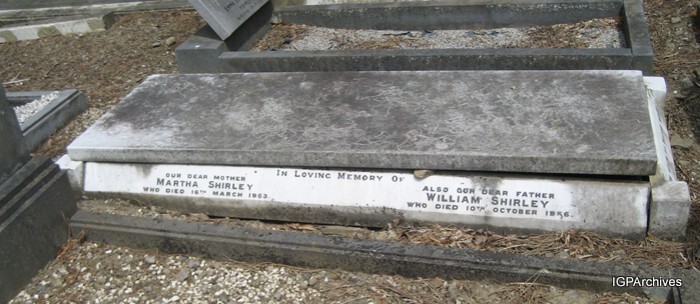 In Loving Memory Of
OUR DEAR MOTHER
MARTHA SHIRLEY
WHO DIED 16TH MARCH 1953.
ALSO OUR DEAR FATHER
WILLIAM SHIRLEY
WHO DIED 10TH OCTOBER 1956.
IGPArchives